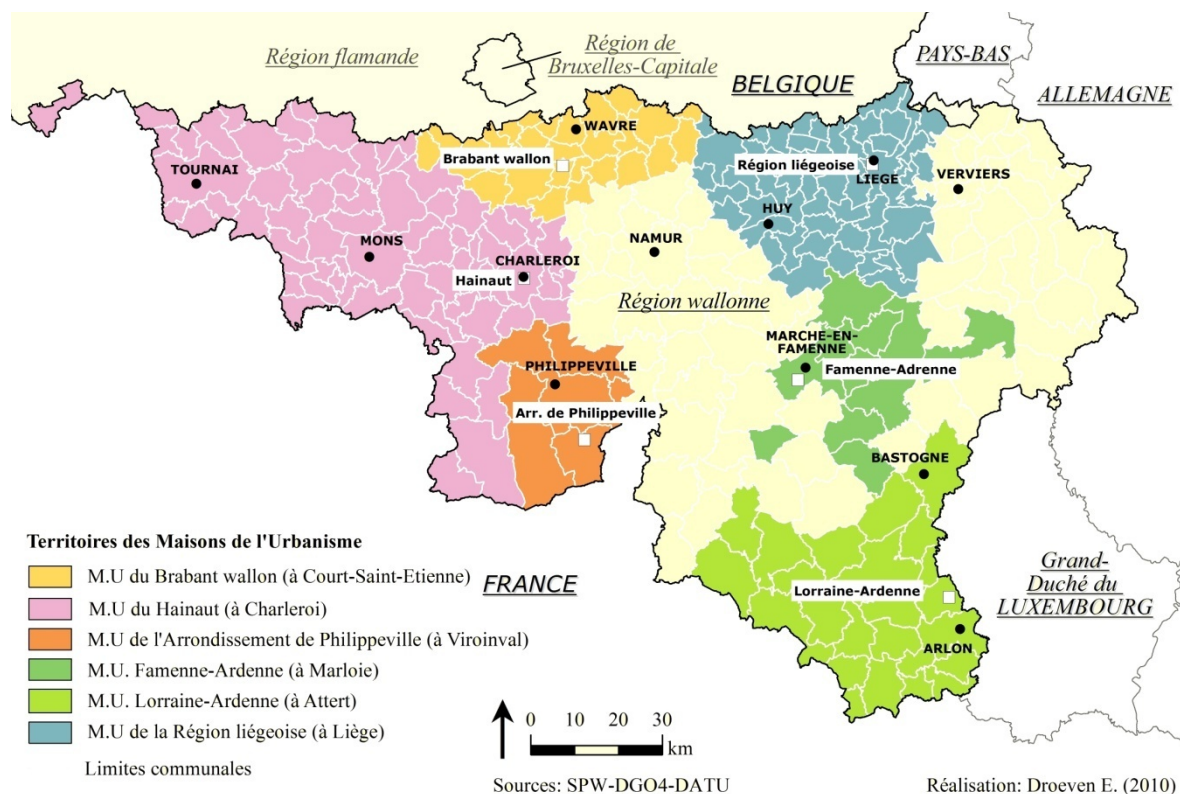 Région flamande
Région de
Bruxelles-Capitale
BELGIQUE
PAYS-BAS
ALLEMAGNE
WAVRE
Brabant wallon
TOURNAI
Région liégeoise
LIEGE
VERVIERS
HUY
MONS
NAMUR
CHARLEROI
Hainaut
Région wallonne
MARCHE-EN-
FAMENNE
Famenne-Adrenne
PHILIPPEVILLE
Arr. de Philippeville
BASTOGNE
Territoires des Maisons de l'Urbanisme
M.U du Brabant wallon (à Court-Saint-Etienne)
M.U du Hainaut (à Charleroi)
M.U de l'Arrondissement de Philippeville (à Viroinval)
M.U. Famenne-Ardenne (à Marloie)
M.U. Lorraine-Ardenne (à Attert)
M.U de la Région liégeoise (à Liège)
Limites communales
FRANCE
Lorraine-Ardenne
ARLON
Grand-
Duché du
LUXEMBOURG
0 10 20 30
km
Sources: SPW-DGO4-DATU
Réalisation: Droeven E. (2010)